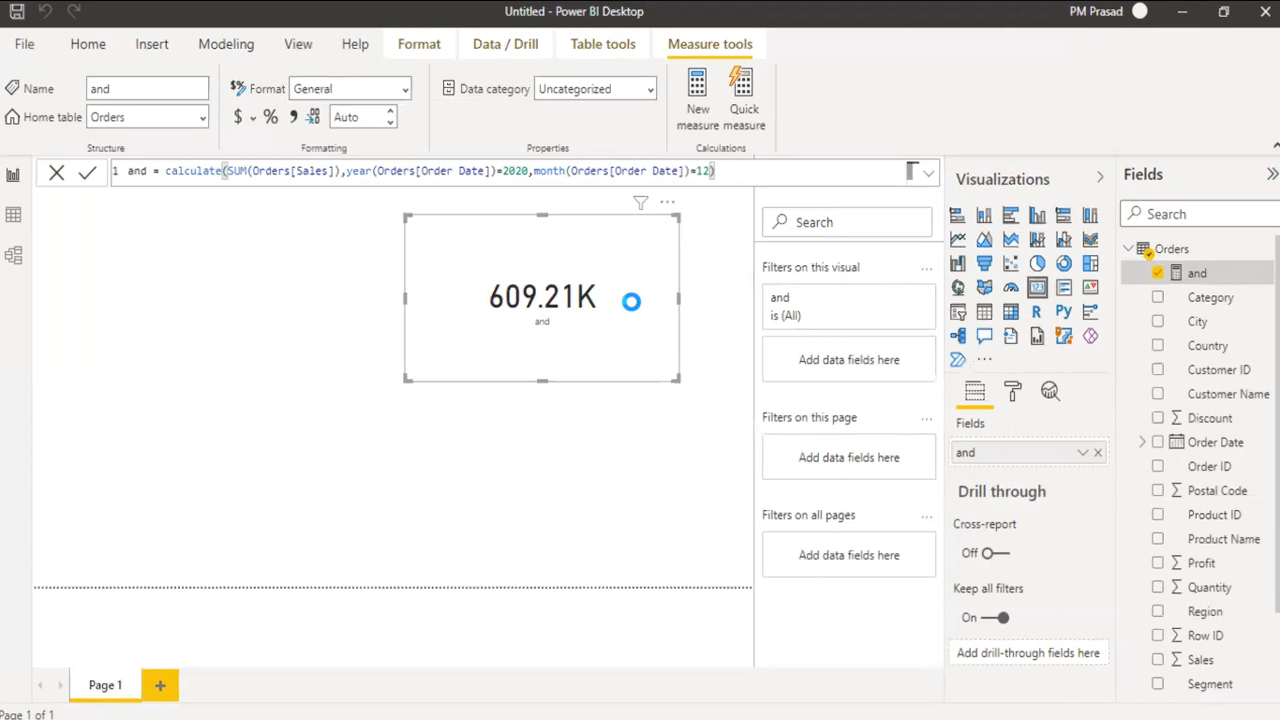 Untitled - Power BI Desktop
PM Prasad
File Home Insert Modeling View Help Format Data / Drill Table tools Measure tools
Name and
Home table Orders
Structure
Format General
$ % 9 Auto
Formatting
Data category Uncategorized
Properties
New measure
Quick measure
Calculations
1 and = calculate(SUM(Orders[Sales]),year(Orders[Order Date])=2020,month(Orders[Order Date])=12)
609.21K
and
Search
Filters on this visual ...
and
is (All)
Add data fields here
Filters on this page ...
Add data fields here
Filters on all pages ...
Add data fields here
Visualizations
R Py
...
Fields
and
Drill through
Cross-report
Off
Keep all filters
On
Add drill-through fields here
Fields
Search
Orders
and
Category
City
Country
Customer ID
Customer Name
Discount
Order Date
Order ID
Postal Code
Product ID
Product Name
Profit
Quantity
Region
Row ID
Sales
Segment
Page 1
Page 1 of 1